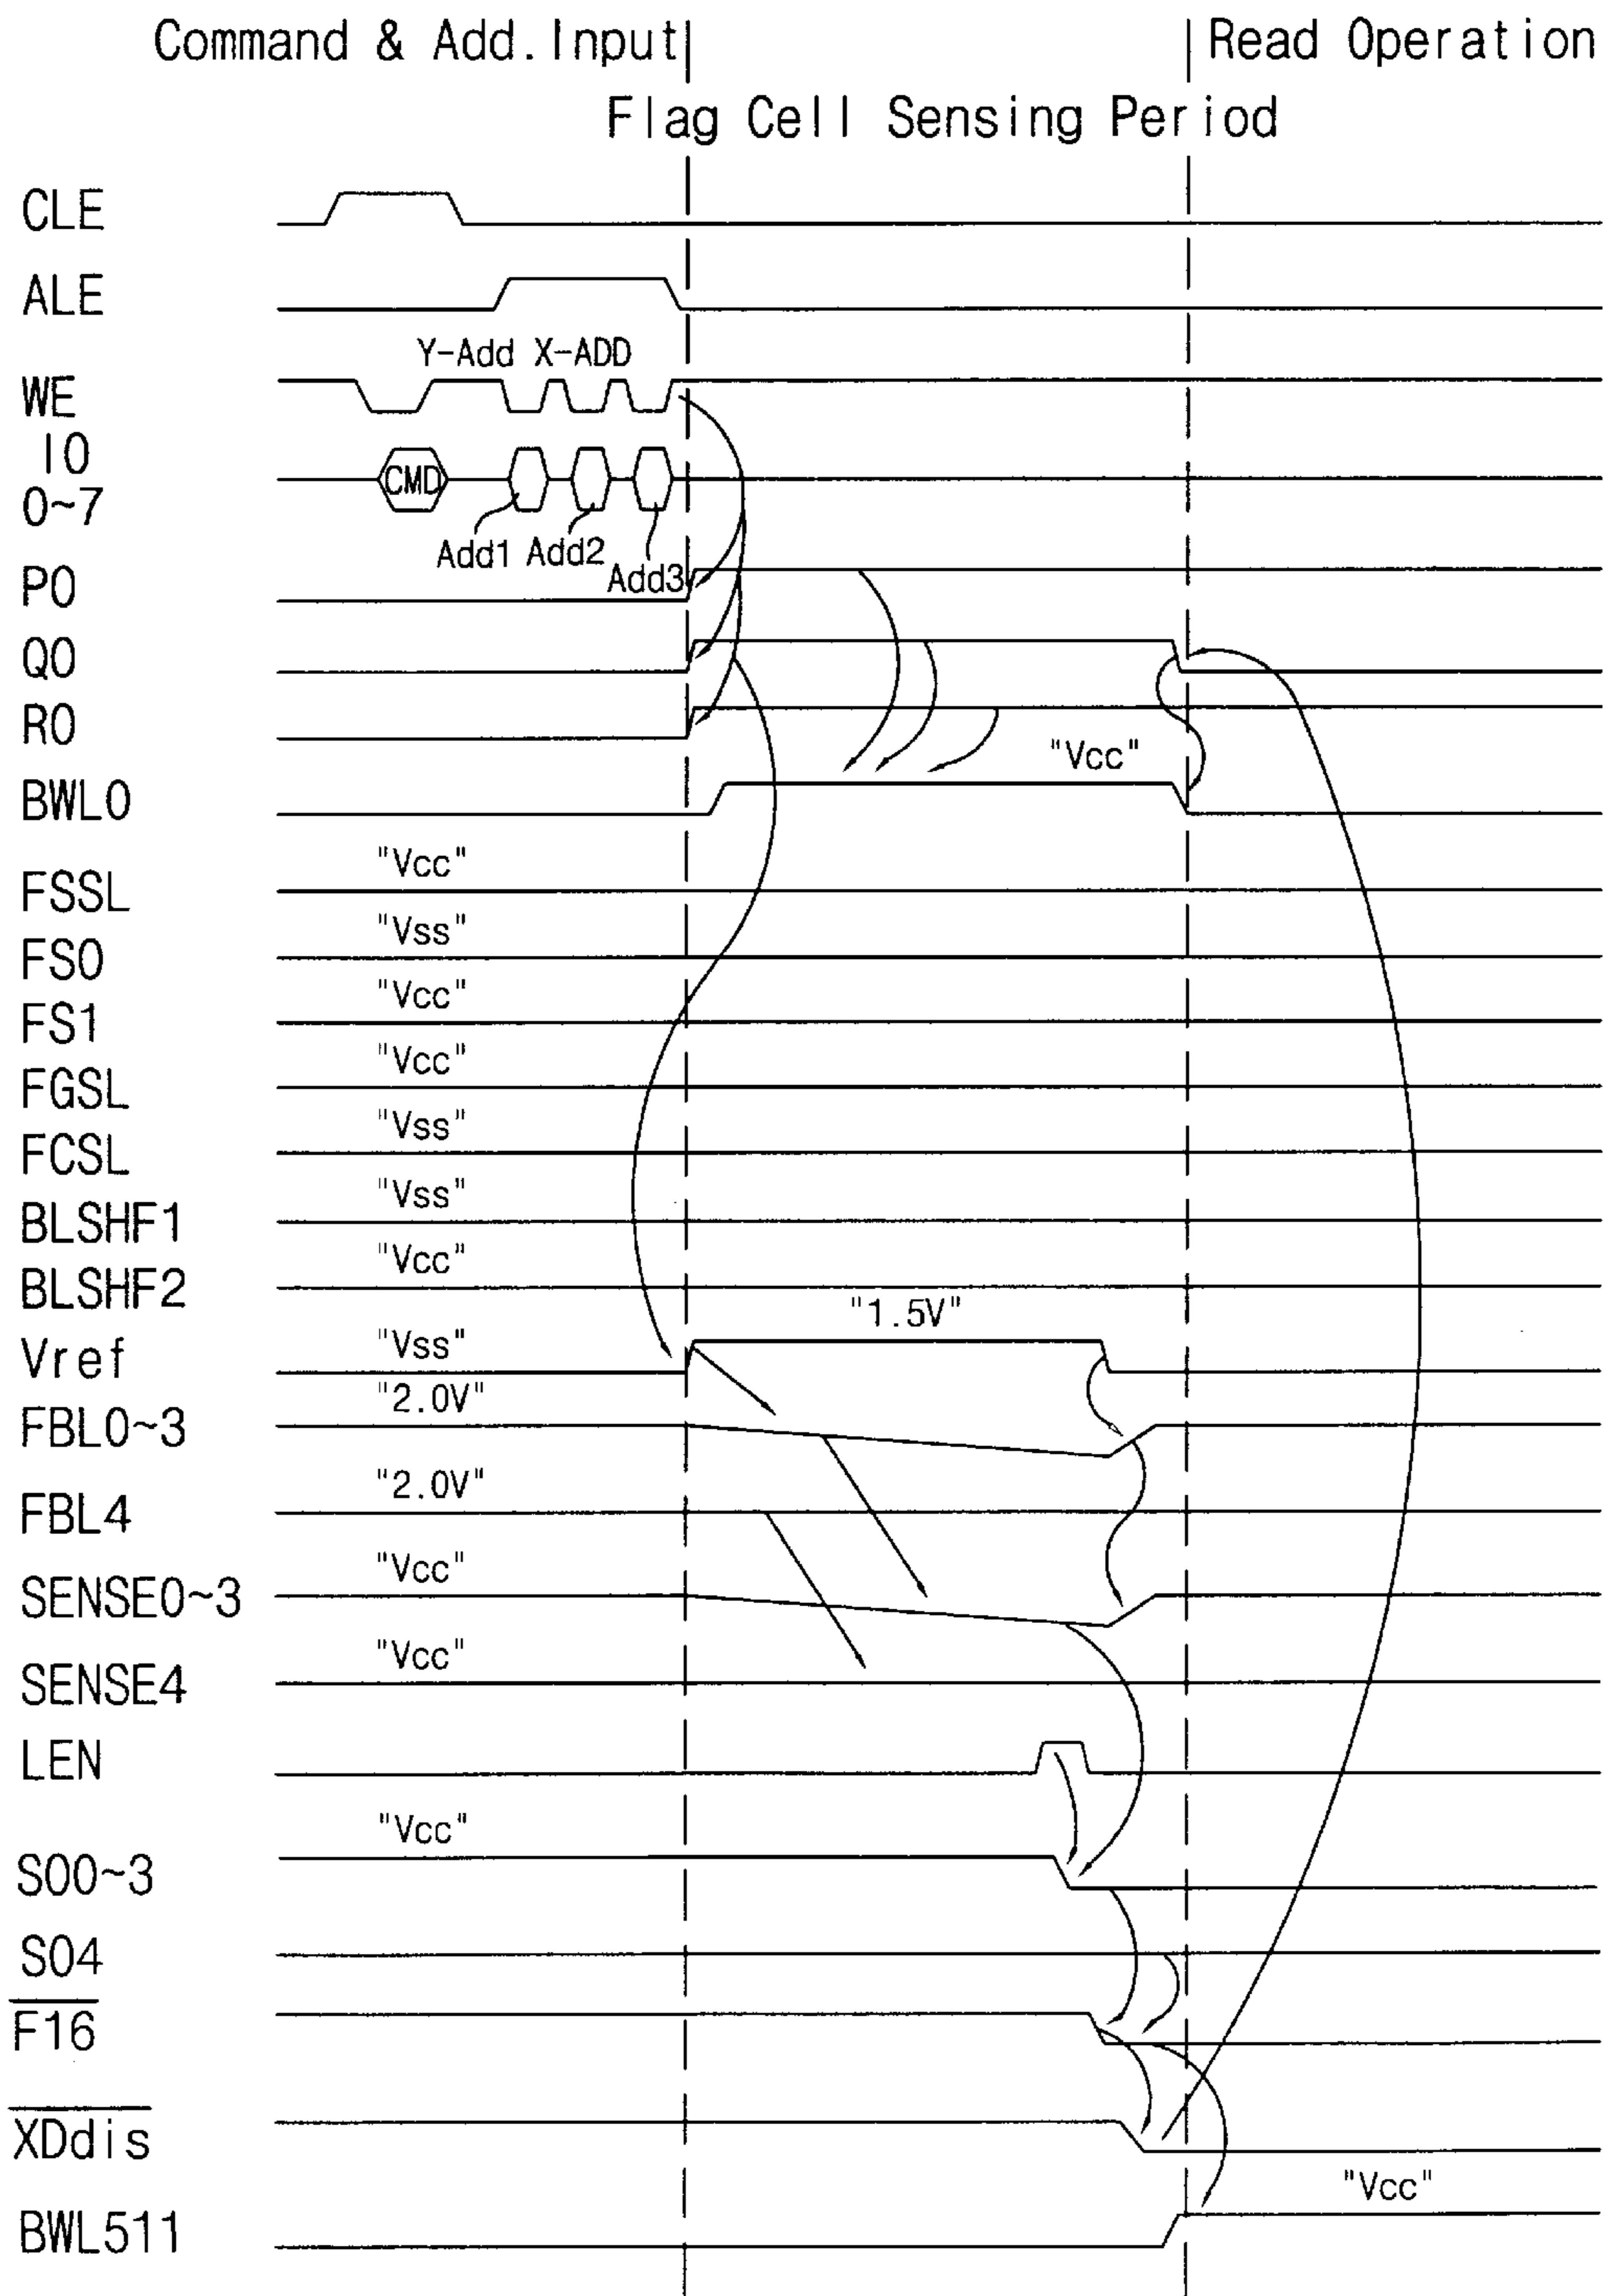 Command & Add.Input
Read Operation
Flag Cell Sensing Period
CLE
ALE
Y-Add X-ADD
WE
IO
0~7
CMD
Add1 Add2
Add3
P0
Q0
R0
"Vcc"
BWL0
"Vcc"
FSSL
"Vss"
FS0
"Vcc"
FS1
"Vcc"
FGSL
"Vss"
FCSL
"Vss"
BLSHF1
"Vcc"
BLSHF2
"1.5V"
"Vss"
Vref
"2.0V"
FBL0~3
"2.0V"
FBL4
"Vcc"
SENSE0~3
"Vcc"
SENSE4
LEN
"Vcc"
S00~3
S04
F16
XDdis
"Vcc"
BWL511